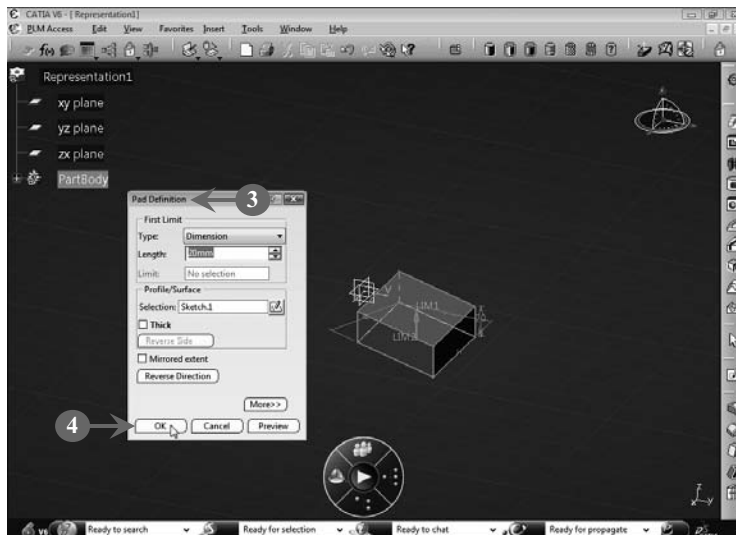 CATIA V6 - [ Representation1]
PLM Access Edit View Favorites Insert Tools Window Help
f(x)
Representation1
xy plane
yz plane
zx plane
PartBody
Pad Definition
3
First Limit
Type: Dimension
Length: 20mm
Limit: No selection
Profile/Surface
Selection: Sketch.1
Thick
Reverse Side
Mirrored extent
Reverse Direction
More>>
4
OK Cancel Preview
LIM1
LIM2
V
z
y
V6 Ready to search Ready for selection Ready to chat Ready for propagate